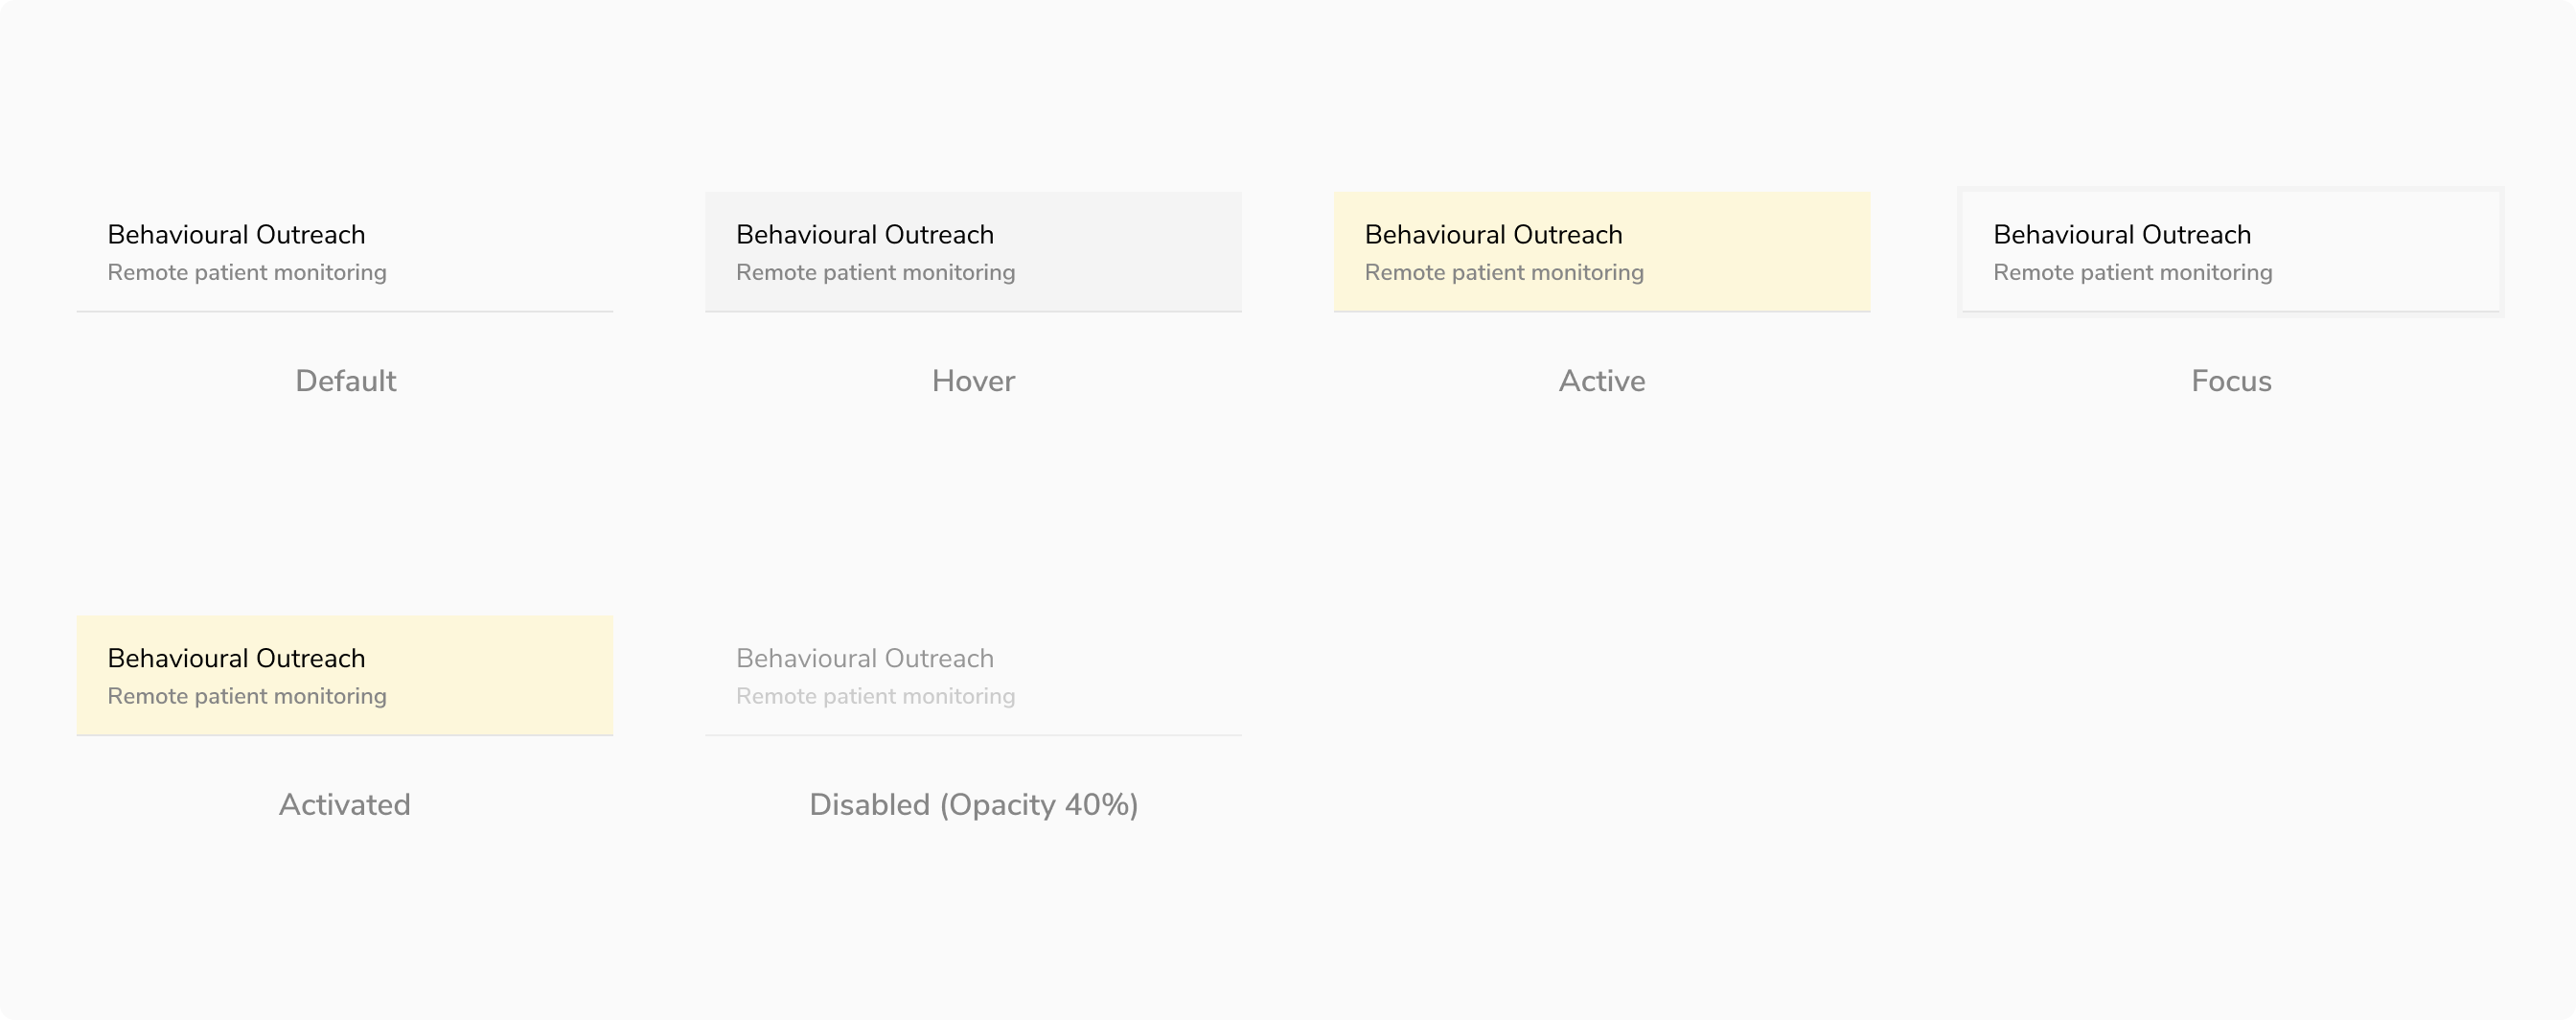 Behavioural Outreach
Remote patient monitoring
Default
Behavioural Outreach
Remote patient monitoring
Hover
Behavioural Outreach
Remote patient monitoring
Active
Behavioural Outreach
Remote patient monitoring
Focus
Behavioural Outreach
Remote patient monitoring
Activated
Behavioural Outreach
Remote patient monitoring
Disabled (Opacity 40%)